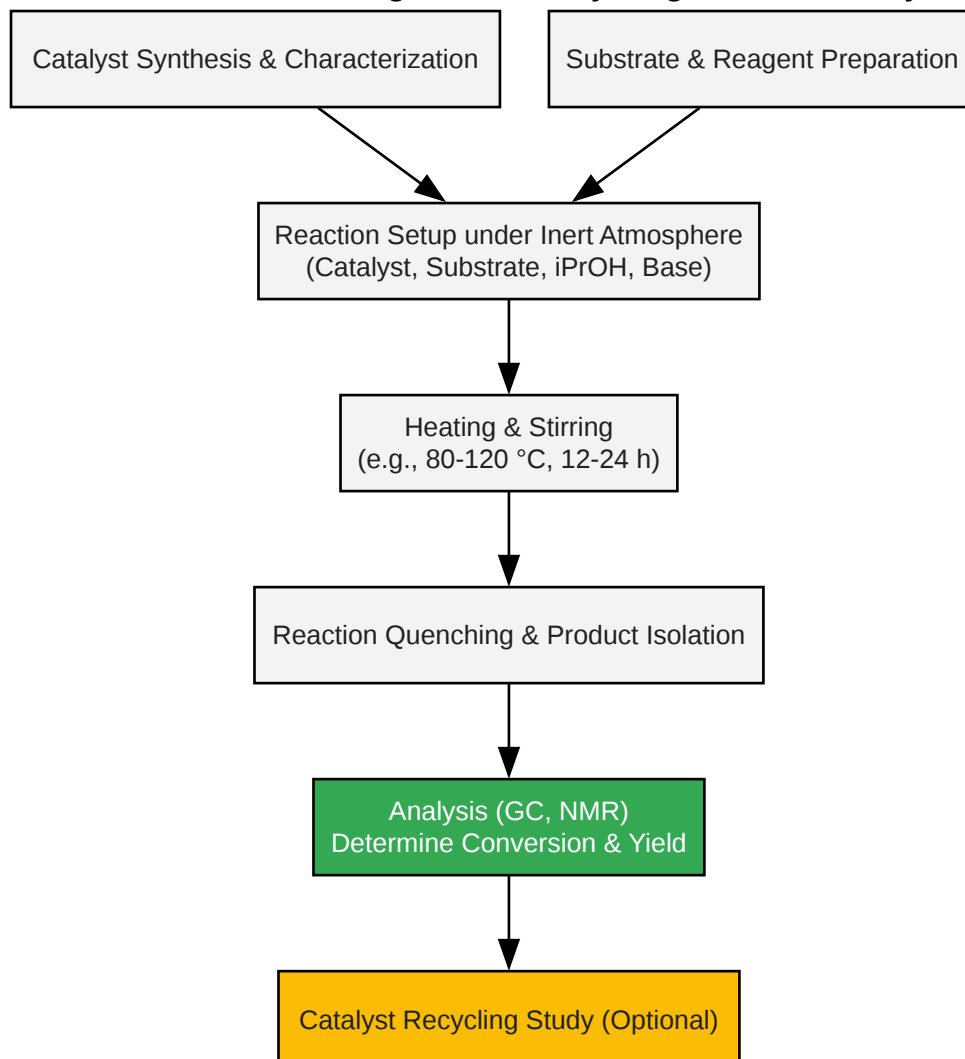 Catalyst Synthesis & Characterization
Substrate & Reagent Preparation
Reaction Setup under Inert Atmosphere
(Catalyst, Substrate, iPrOH, Base)
Heating & Stirring
(e.g., 80-120 °C, 12-24 h)
Reaction Quenching & Product Isolation
Analysis (GC, NMR)
Determine Conversion & Yield
Catalyst Recycling Study (Optional)